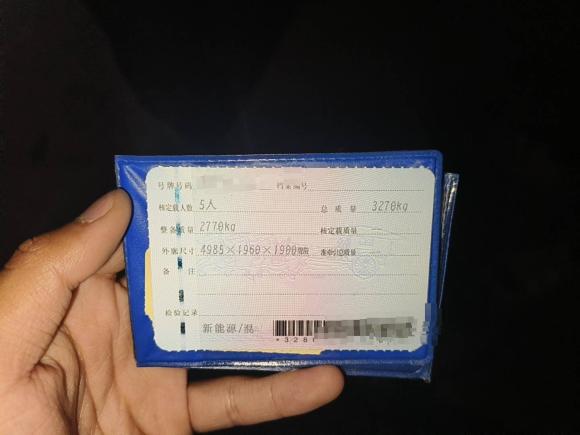 号牌号码 档案编号
核定载人数 5人 总质量 3270kg
整备质量 2770kg 核定载质量
外廓尺寸 4985×1960×1900mm 准牵引总质量
备注
检验记录
新能源/混
*3281